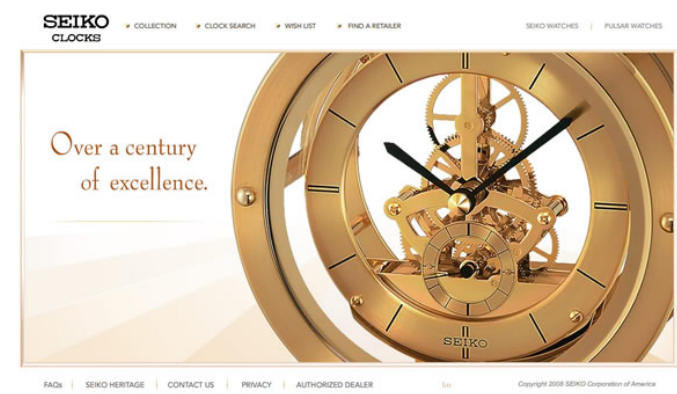 SEIKO
CLOCKS
COLLECTION
CLOCK SEARCH
WISH LIST
FIND A RETAILER
SEIKO WATCHES | PULSAR WATCHES
Over a century
of excellence.
SEIKO
FAQs | SEIKO HERITAGE | CONTACT US | PRIVACY | AUTHORIZED DEALER
Copyright 2008 SEIKO Corporation of America